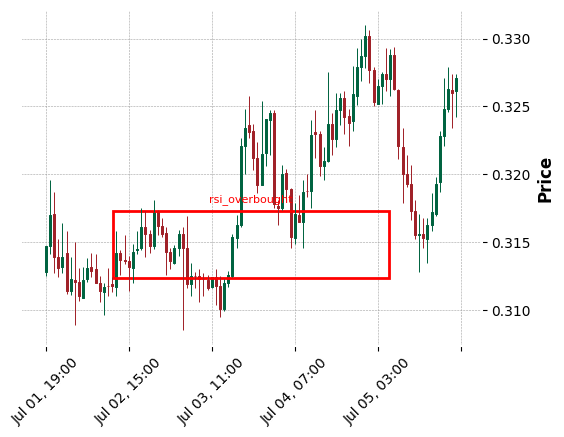 0.330
0.325
0.320
0.315
0.310
Price
rsi_overbought
Jul 01, 19:00
Jul 02, 15:00
Jul 03, 11:00
Jul 04, 07:00
Jul 05, 03:00